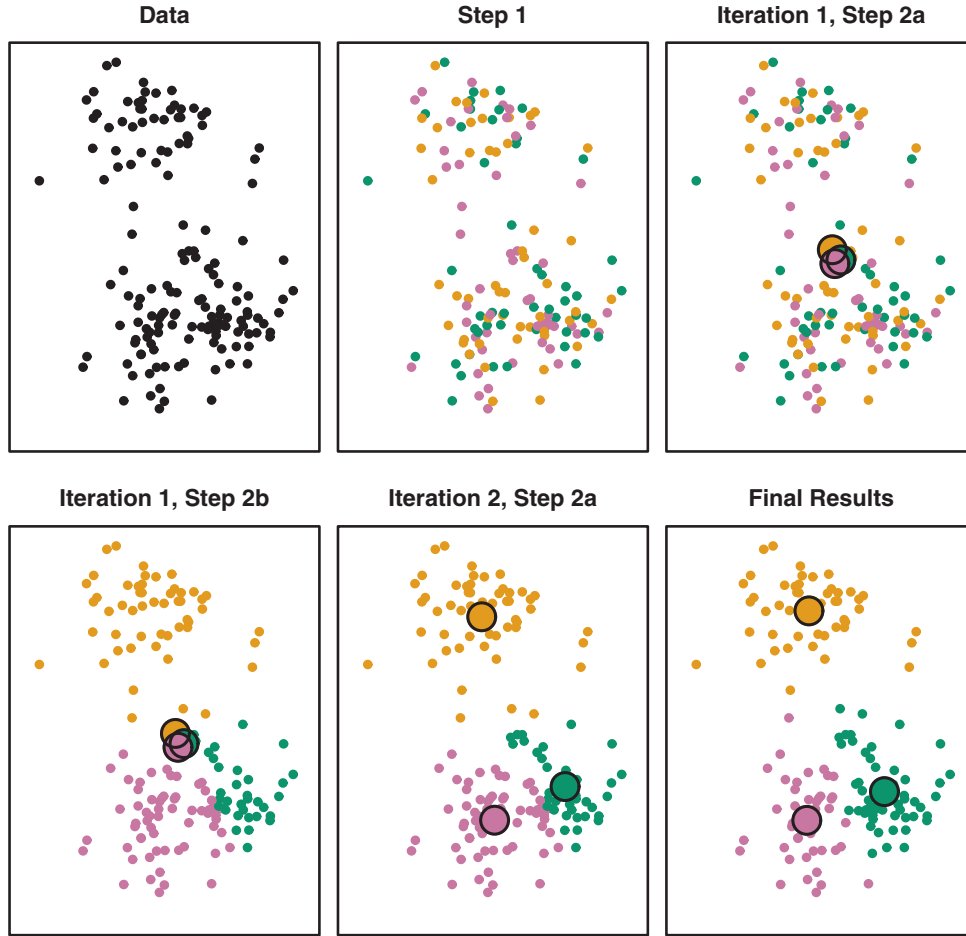 Data
Step 1
Iteration 1, Step 2a
Iteration 1, Step 2b
Iteration 2, Step 2a
Final Results